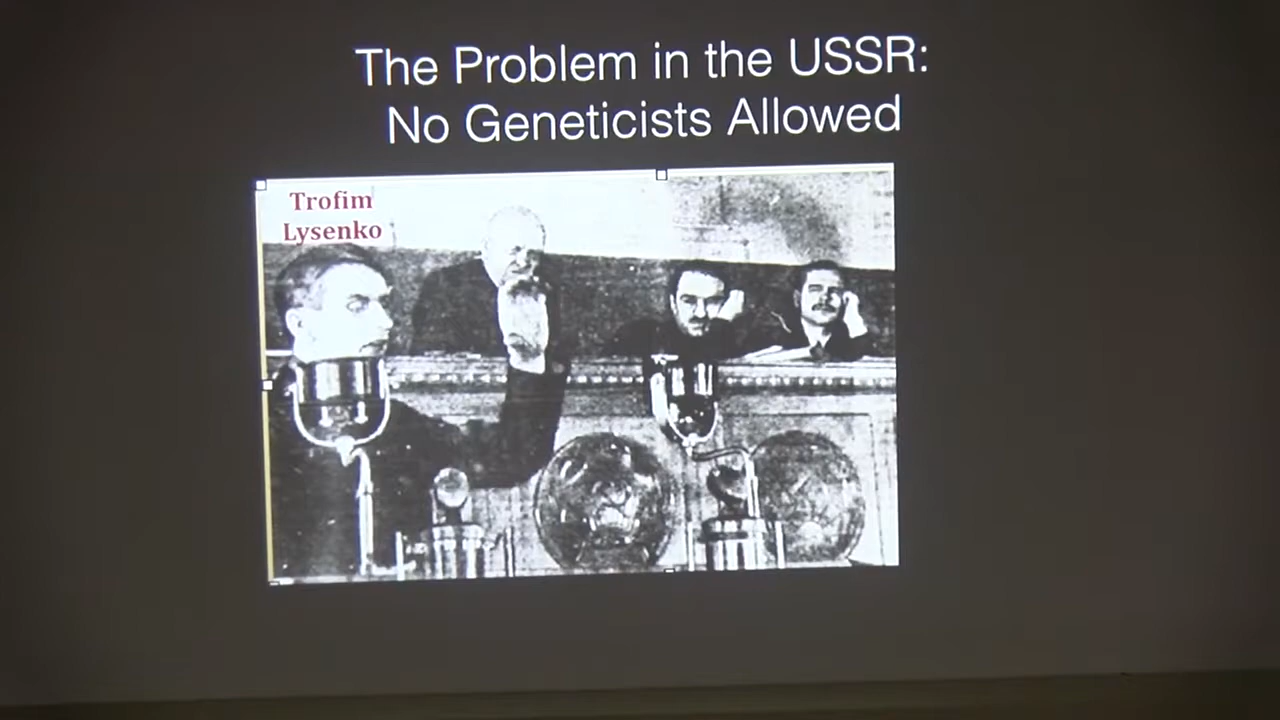 The Problem in the USSR:
No Geneticists Allowed
Trofim
Lysenko